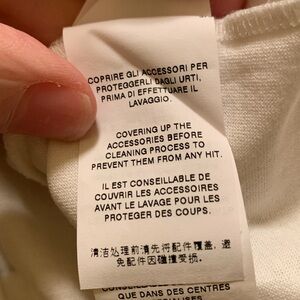 COPRIRE GLI ACCESSORI PER
PROTEGGERLI DAGLI URTI,
PRIMA DI EFFETTUARE IL
LAVAGGIO.
COVERING UP THE
ACCESSORIES BEFORE
CLEANING PROCESS TO
PREVENT THEM FROM ANY HIT.
IL EST CONSEILLABLE DE
COUVRIR LES ACCESSOIRES
AVANT LE LAVAGE POUR LES
PROTEGER DES COUPS.
清洁处理前请先将配件覆盖，避
免配件因碰撞受损。
QUE DANS DES CENTRES